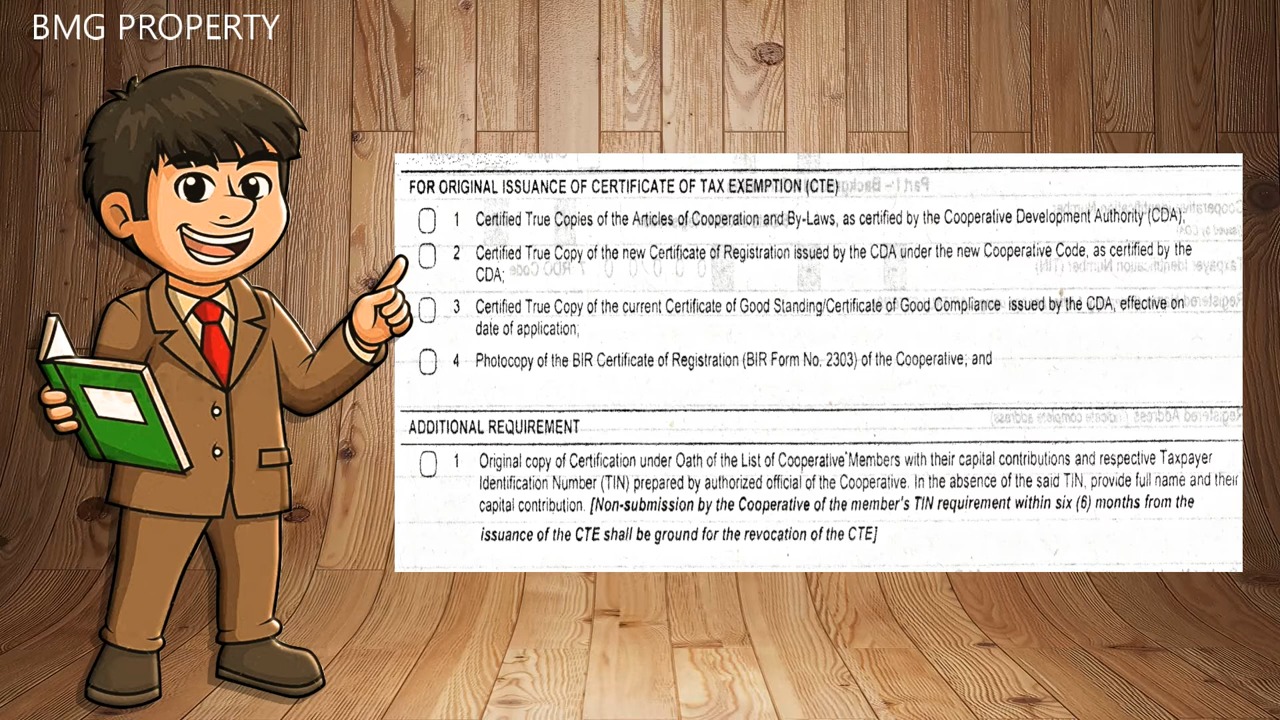 BMG PROPERTY
FOR ORIGINAL ISSUANCE OF CERTIFICATE OF TAX EXEMPTION (CTE)
1 Certified True Copies of the Articles of Cooperation and By-Laws, as certified by the Cooperative Development Authority (CDA);
2 Certified True Copy of the new Certificate of Registration issued by the CDA under the new Cooperative Code, as certified by the
CDA;
3 Certified True Copy of the current Certificate of Good Standing/Certificate of Good Compliance issued by the CDA, effective on
date of application;
4 Photocopy of the BIR Certificate of Registration (BIR Form No. 2303) of the Cooperative; and
ADDITIONAL REQUIREMENT
1 Original copy of Certification under Oath of the List of Cooperative Members with their capital contributions and respective Taxpayer
Identification Number (TIN) prepared by authorized official of the Cooperative. In the absence of the said TIN, provide full name and their
capital contribution. [Non-submission by the Cooperative of the member's TIN requirement within six (6) months from the
issuance of the CTE shall be ground for the revocation of the CTE]